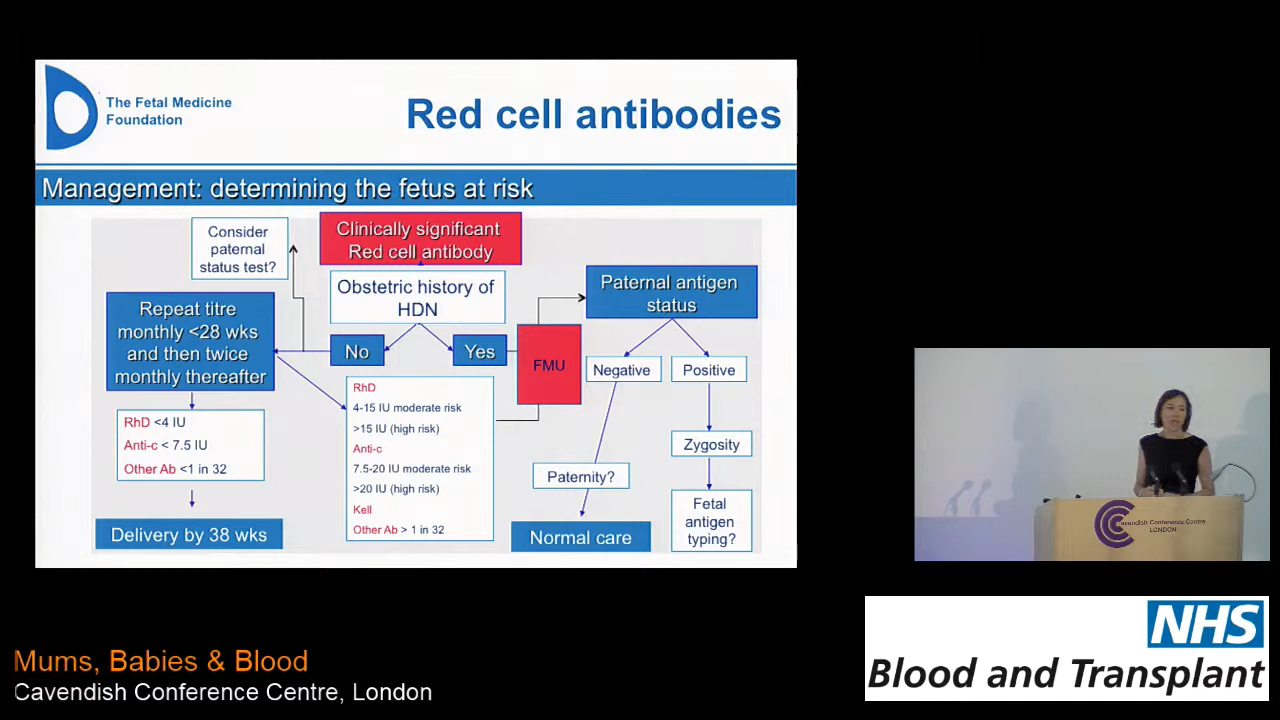 The Fetal Medicine
Foundation
Red cell antibodies
Management: determining the fetus at risk
Consider
paternal
status test?
Clinically significant
Red cell antibody
Obstetric history of
HDN
No
Yes
FMU
Paternal antigen
status
Repeat titre
monthly <28 wks
and then twice
monthly thereafter
Negative
Positive
RhD
4-15 IU moderate risk
>15 IU (high risk)
Anti-c
7.5-20 IU moderate risk
>20 IU (high risk)
Kell
Other Ab > 1 in 32
RhD <4 IU
Anti-c < 7.5 IU
Other Ab <1 in 32
Zygosity
Paternity?
Fetal
antigen
typing?
Delivery by 38 wks
Normal care
Cavendish Conference Centre
LONDON
NHS
Blood and Transplant
Mums, Babies & Blood
Cavendish Conference Centre, London